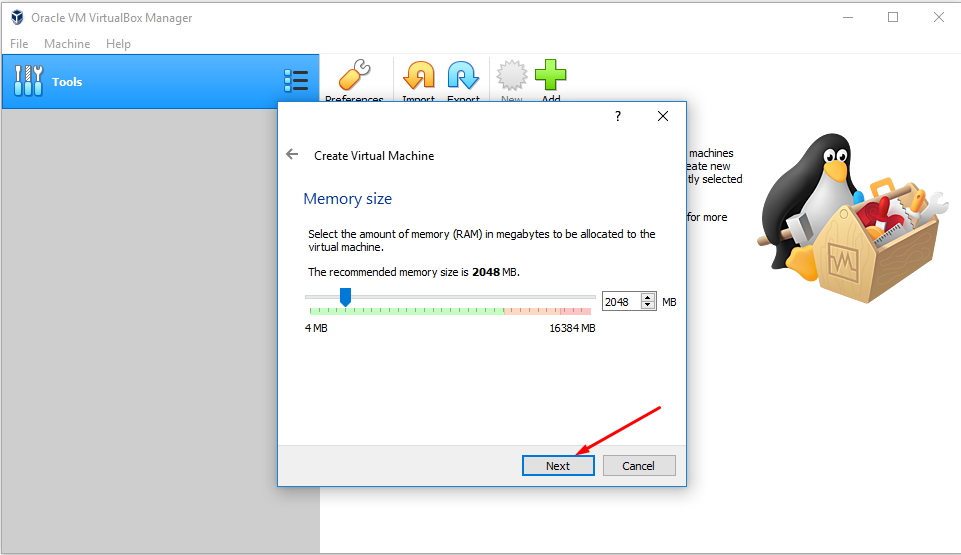 Oracle VM VirtualBox Manager
File Machine Help
Tools
Preferences Import Export New Add
?
Create Virtual Machine
machines
eate new
tly selected
for more
Memory size
Select the amount of memory (RAM) in megabytes to be allocated to the
virtual machine.
The recommended memory size is 2048 MB.
2048 MB
4 MB 16384 MB
Next Cancel